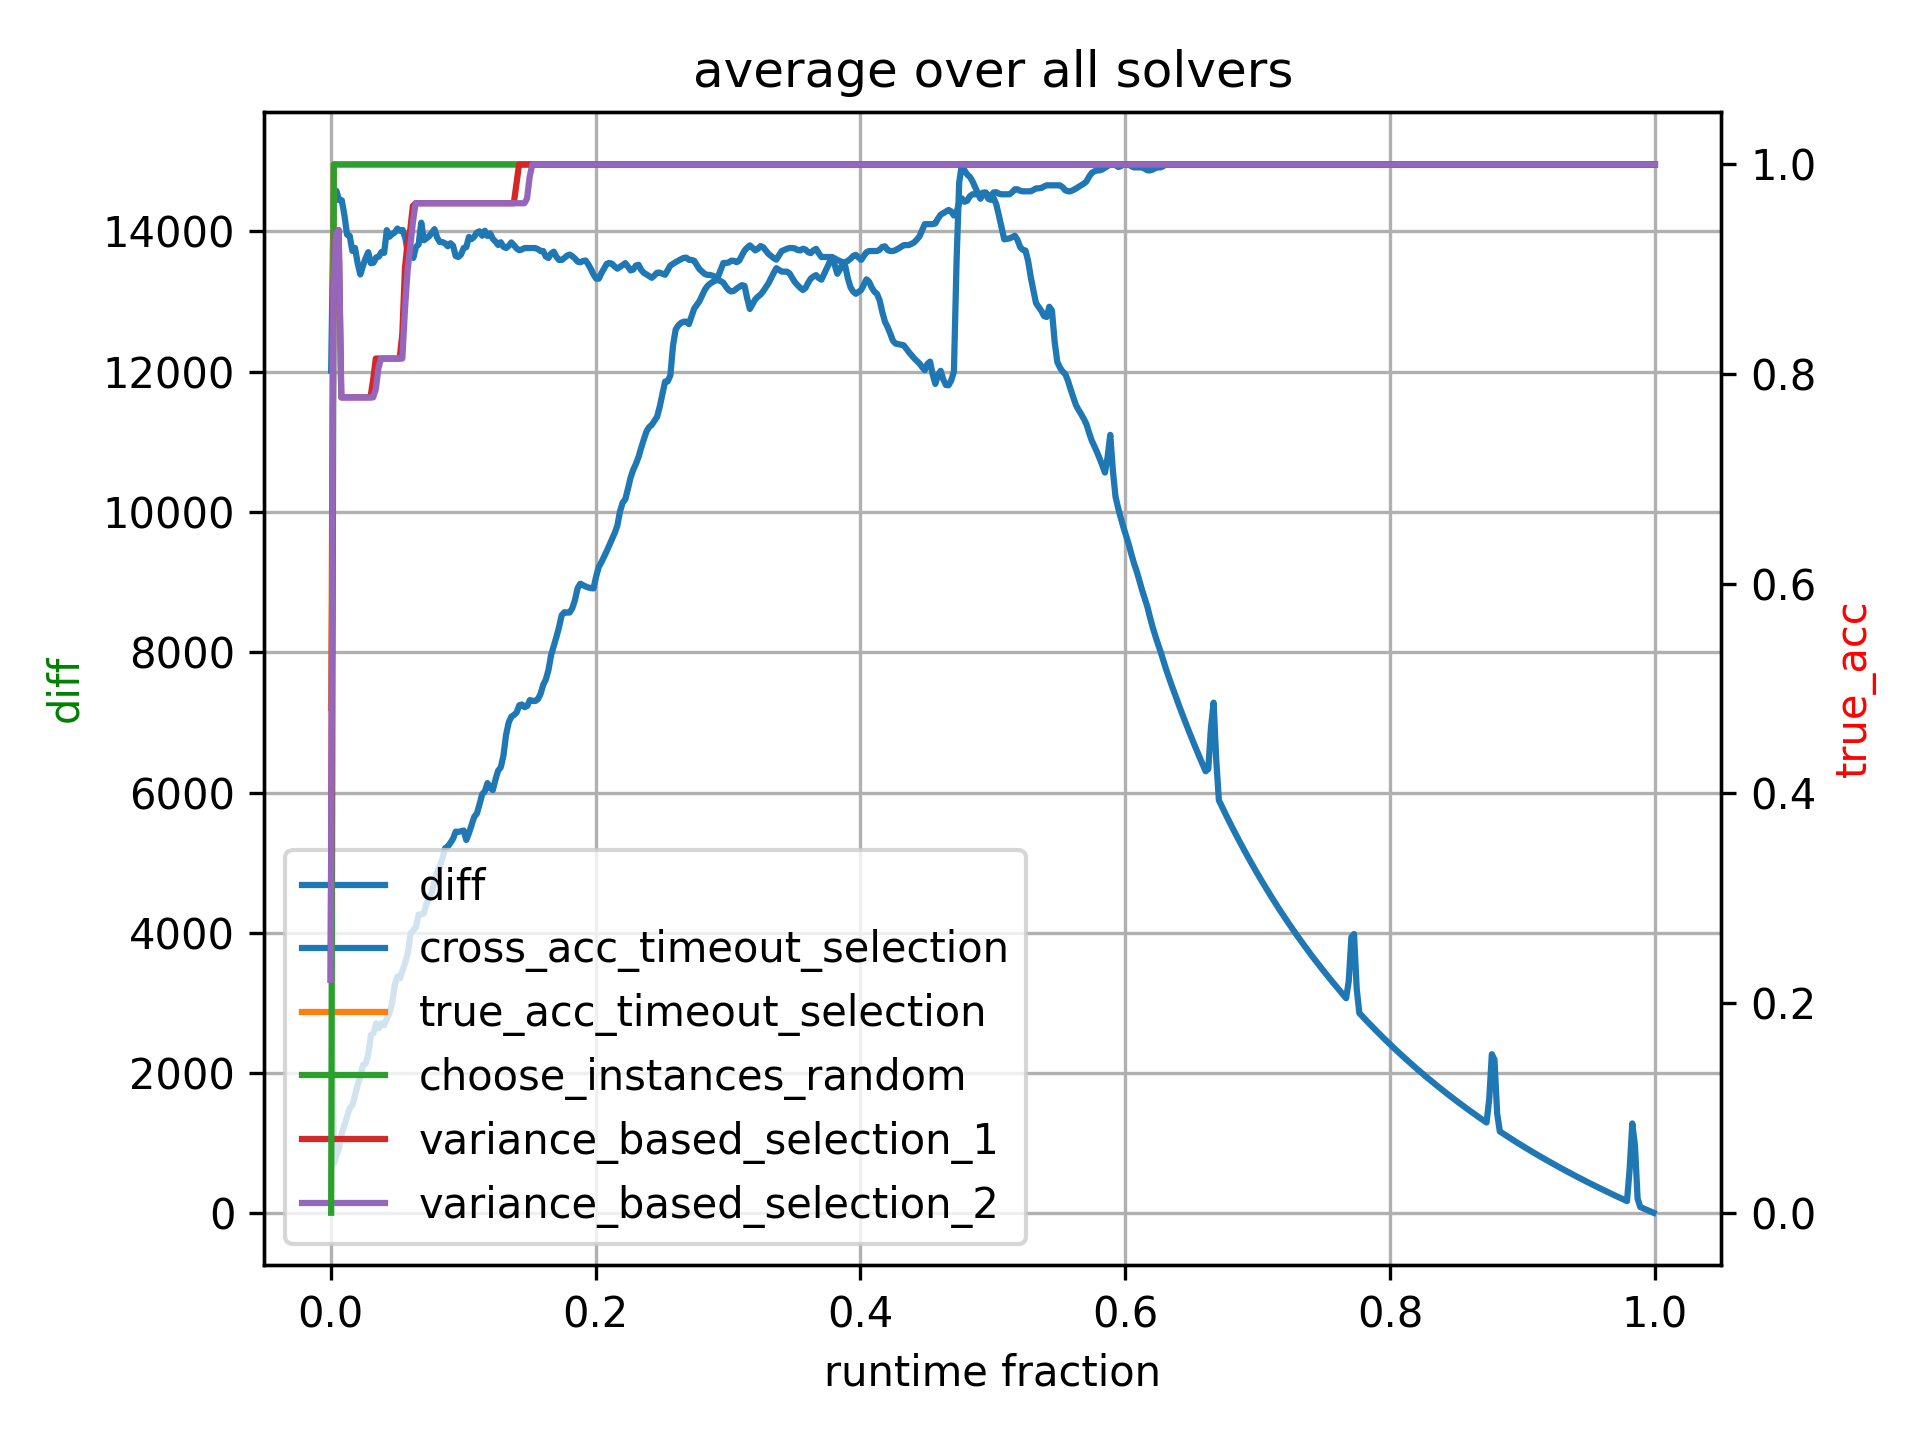 average over all solvers
14000
12000
10000
8000
6000
4000
2000
0
diff
1.0
0.8
0.6
0.4
0.2
0.0
true_acc
diff
cross_acc_timeout_selection
true_acc_timeout_selection
choose_instances_random
variance_based_selection_1
variance_based_selection_2
0.0 0.2 0.4 0.6 0.8 1.0
runtime fraction